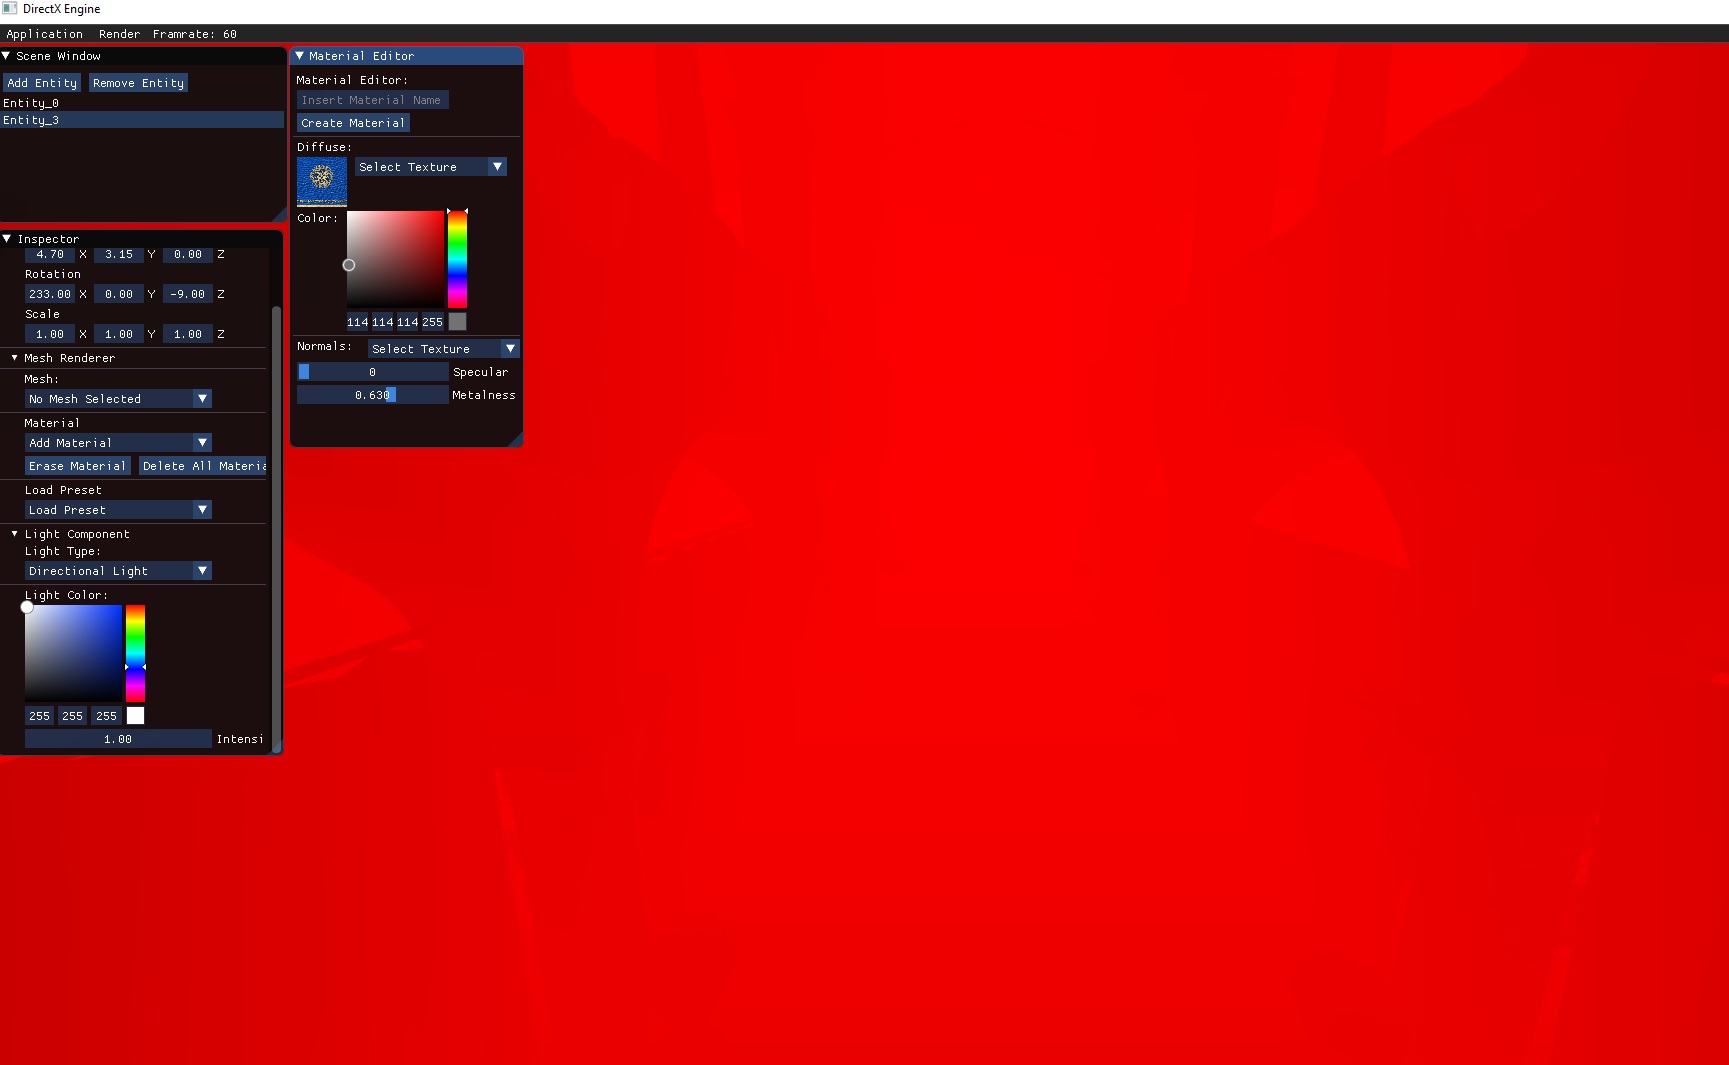 DirectX Engine
Application Render Framrate: 60
Scene Window
Add Entity Remove Entity
Entity_0
Entity_3
Inspector
4.70 X 3.15 Y 0.00 Z
Rotation
233.00 X 0.00 Y -9.00 Z
Scale
1.00 X 1.00 Y 1.00 Z
Mesh Renderer
Mesh:
No Mesh Selected
Material
Add Material
Erase Material Delete All Materia
Load Preset
Load Preset
Light Component
Light Type:
Directional Light
Light Color:
255 255 255
1.00 Intensi
Material Editor
Material Editor:
Insert Material Name
Create Material
Diffuse:
Select Texture
Color:
114 114 114 255
Normals: Select Texture
0 Specular
0.630 Metalness